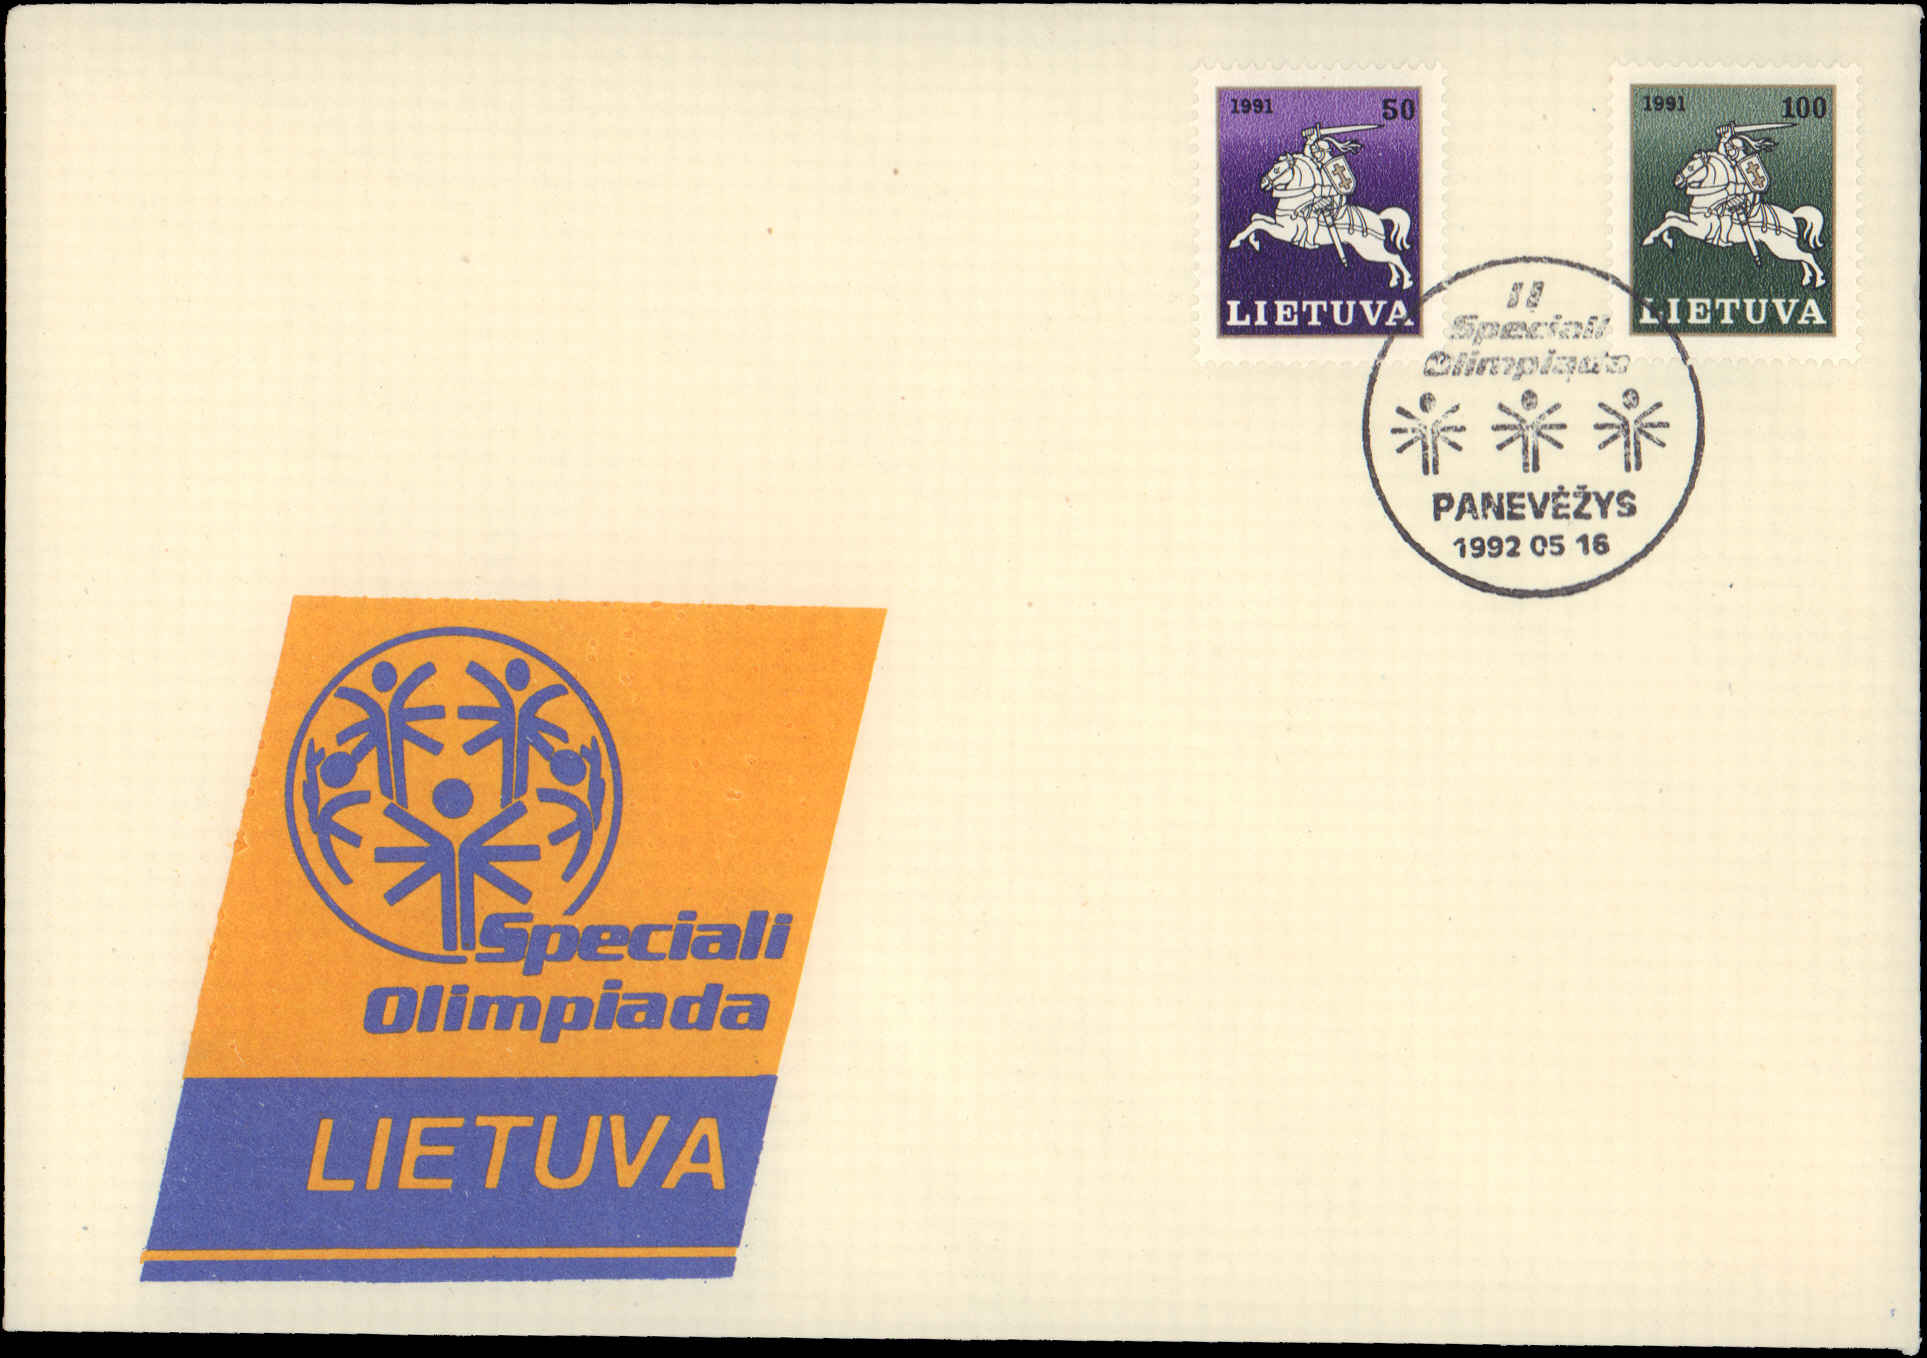 1991 50
LIETUVA
1991 100
LIETUVA
II
Speciali
Olimpiada
PANEVĖŽYS
1992 05 16
Speciali
Olimpiada
LIETUVA